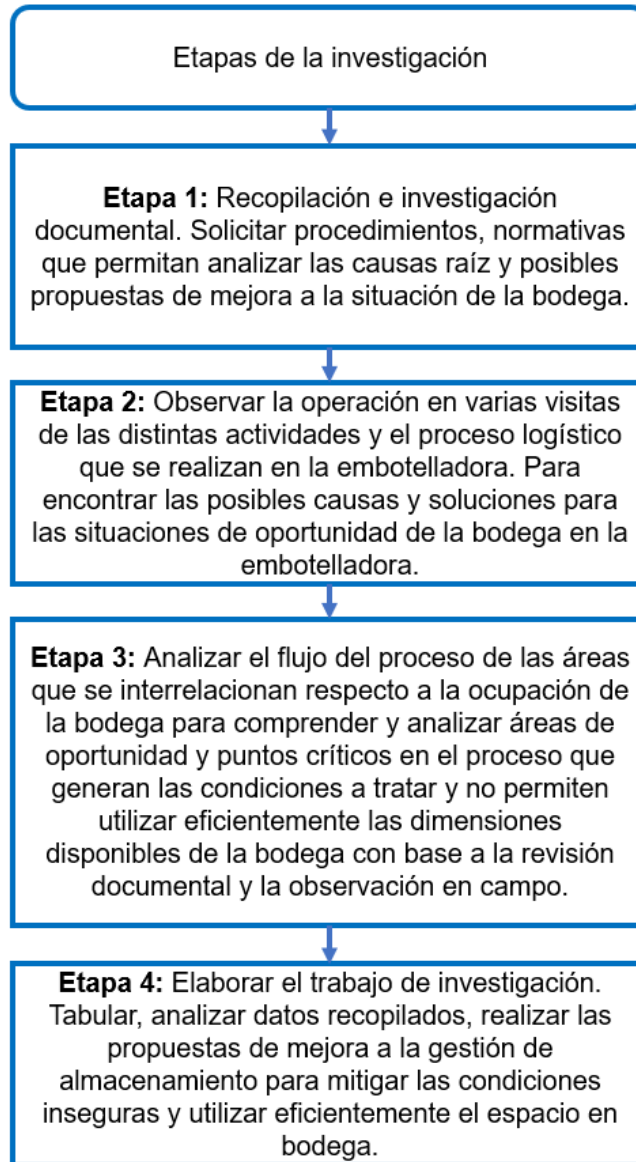 Etapas de la investigación
Etapa 1: Recopilación e investigación
documental. Solicitar procedimientos, normativas
que permitan analizar las causas raíz y posibles
propuestas de mejora a la situación de la bodega.
Etapa 2: Observar la operación en varias visitas
de las distintas actividades y el proceso logístico
que se realizan en la embotelladora. Para
encontrar las posibles causas y soluciones para
las situaciones de oportunidad de la bodega en la
embotelladora.
Etapa 3: Analizar el flujo del proceso de las áreas
que se interrelacionan respecto a la ocupación de
la bodega para comprender y analizar áreas de
oportunidad y puntos críticos en el proceso que
generan las condiciones a tratar y no permiten
utilizar eficientemente las dimensiones
disponibles de la bodega con base a la revisión
documental y la observación en campo.
Etapa 4: Elaborar el trabajo de investigación.
Tabular, analizar datos recopilados, realizar las
propuestas de mejora a la gestión de
almacenamiento para mitigar las condiciones
inseguras y utilizar eficientemente el espacio en
bodega.